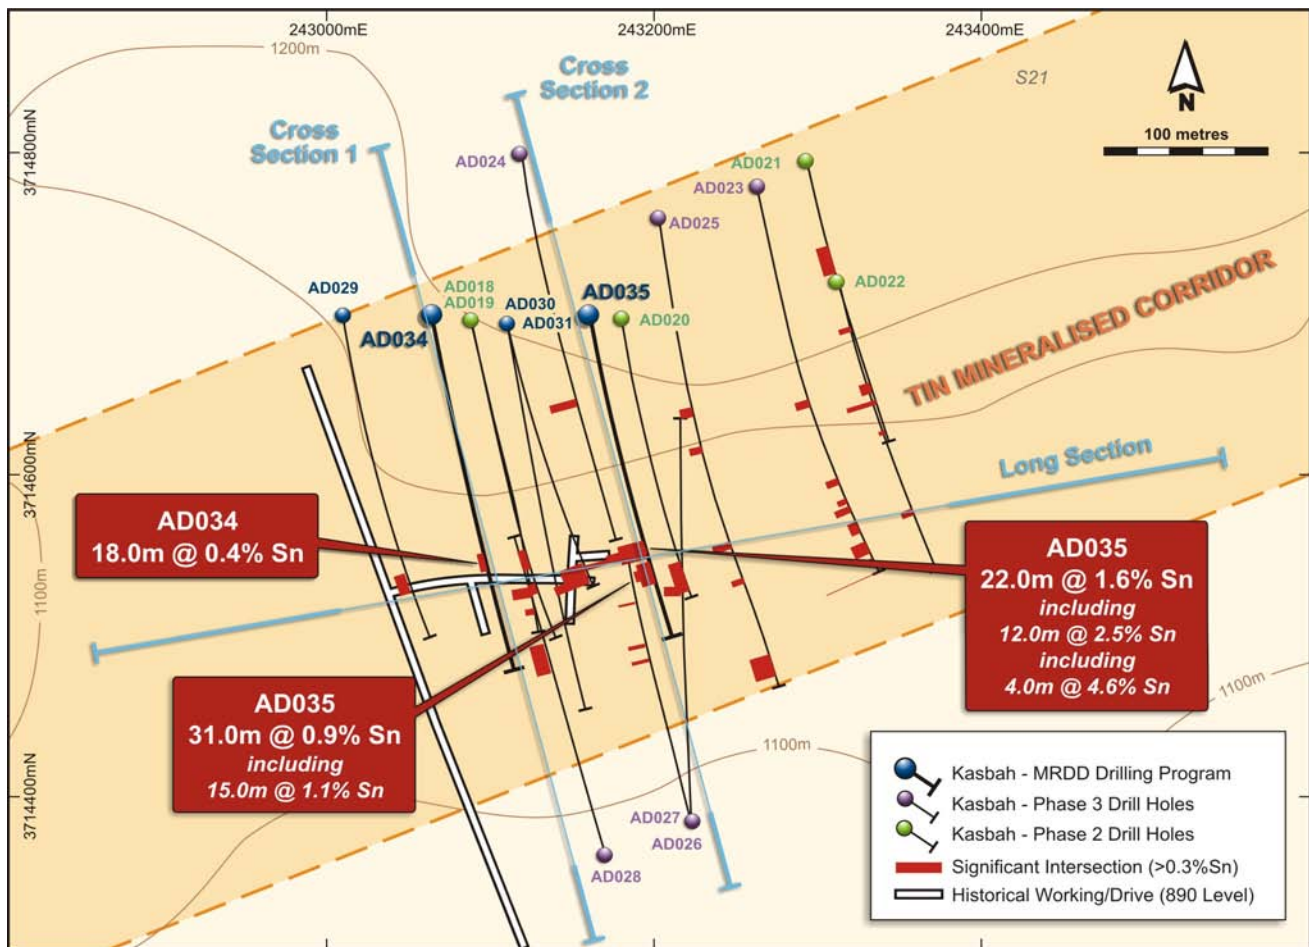 243000mE
243200mE
243400mE
1200m
Cross
Section 2
S21
N
100 metres
Cross
Section 1
3714800mN
AD024
AD021
AD023
AD025
AD029
AD018
AD019
AD030
AD031
AD035
AD020
AD022
AD034
TIN MINERALISED CORRIDOR
3714600mN
Long Section
AD034
18.0m @ 0.4% Sn
AD035
22.0m @ 1.6% Sn
including
12.0m @ 2.5% Sn
including
4.0m @ 4.6% Sn
1100m
AD035
31.0m @ 0.9% Sn
including
15.0m @ 1.1% Sn
1100m
1100m
3714400mN
AD027
AD026
AD028
Kasbah - MRDD Drilling Program
Kasbah - Phase 3 Drill Holes
Kasbah - Phase 2 Drill Holes
Significant Intersection (>0.3%Sn)
Historical Working/Drive (890 Level)